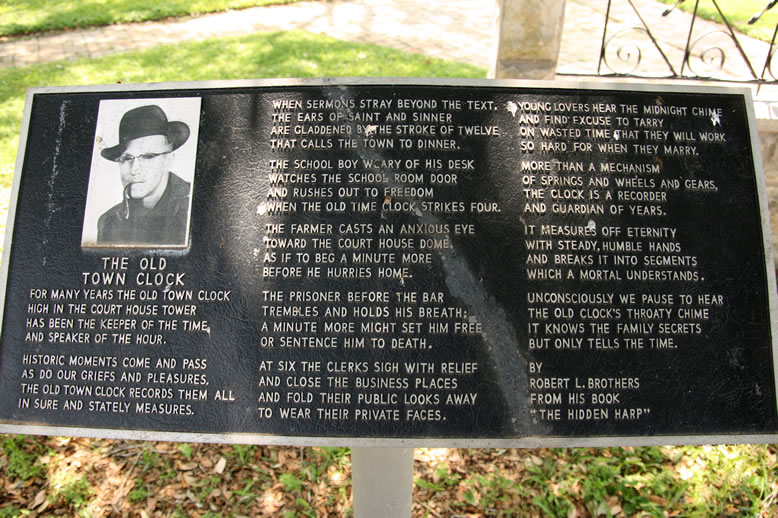 THE OLD
TOWN CLOCK
FOR MANY YEARS THE OLD TOWN CLOCK
HIGH IN THE COURT HOUSE TOWER
HAS BEEN THE KEEPER OF THE TIME
AND SPEAKER OF THE HOUR.
HISTORIC MOMENTS COME AND PASS
AS DO OUR GRIEFS AND PLEASURES,
THE OLD TOWN CLOCK RECORDS THEM ALL
IN SURE AND STATELY MEASURES.
WHEN SERMONS STRAY BEYOND THE TEXT,
THE EARS OF SAINT AND SINNER
ARE GLADDENED BY THE STROKE OF TWELVE
THAT CALLS THE TOWN TO DINNER.
THE SCHOOL BOY WEARY OF HIS DESK
WATCHES THE SCHOOL ROOM DOOR
AND RUSHES OUT TO FREEDOM
WHEN THE OLD TIME CLOCK STRIKES FOUR.
THE FARMER CASTS AN ANXIOUS EYE
TOWARD THE COURT HOUSE DOME,
AS IF TO BEG A MINUTE MORE
BEFORE HE HURRIES HOME.
THE PRISONER BEFORE THE BAR
TREMBLES AND HOLDS HIS BREATH;
A MINUTE MORE MIGHT SET HIM FREE
OR SENTENCE HIM TO DEATH.
AT SIX THE CLERKS SIGH WITH RELIEF
AND CLOSE THE BUSINESS PLACES
AND FOLD THEIR PUBLIC LOOKS AWAY
TO WEAR THEIR PRIVATE FACES.
YOUNG LOVERS HEAR THE MIDNIGHT CHIME
AND FIND EXCUSE TO TARRY
ON WASTED TIME THAT THEY WILL WORK
SO HARD FOR WHEN THEY MARRY.
MORE THAN A MECHANISM
OF SPRINGS AND WHEELS AND GEARS,
THE CLOCK IS A RECORDER
AND GUARDIAN OF YEARS.
IT MEASURES OFF ETERNITY
WITH STEADY, HUMBLE HANDS
AND BREAKS IT INTO SEGMENTS
WHICH A MORTAL UNDERSTANDS.
UNCONSCIOUSLY WE PAUSE TO HEAR
THE OLD CLOCK'S THROATY CHIME
IT KNOWS THE FAMILY SECRETS
BUT ONLY TELLS THE TIME.
BY
ROBERT L. BROTHERS
FROM HIS BOOK
"THE HIDDEN HARP"